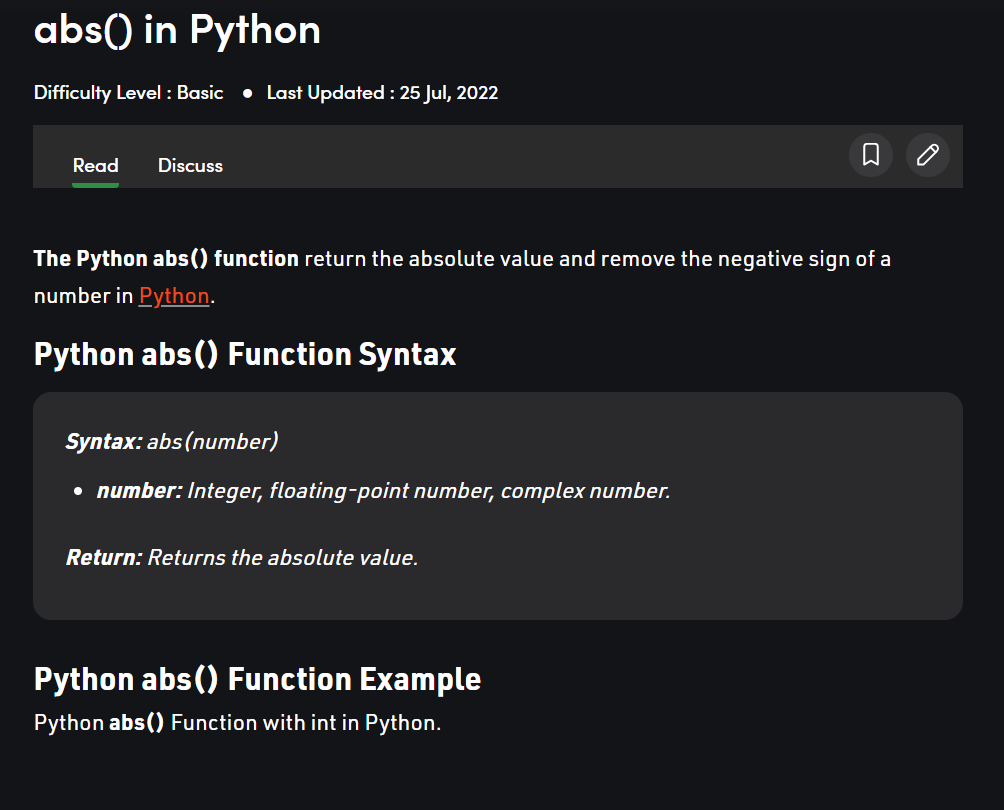 abs() in Python
Difficulty Level : Basic ● Last Updated : 25 Jul, 2022
Read Discuss
The Python abs() function return the absolute value and remove the negative sign of a
number in Python.
Python abs() Function Syntax
Syntax: abs(number)
• number: Integer, floating-point number, complex number.
Return: Returns the absolute value.
Python abs() Function Example
Python abs() Function with int in Python.